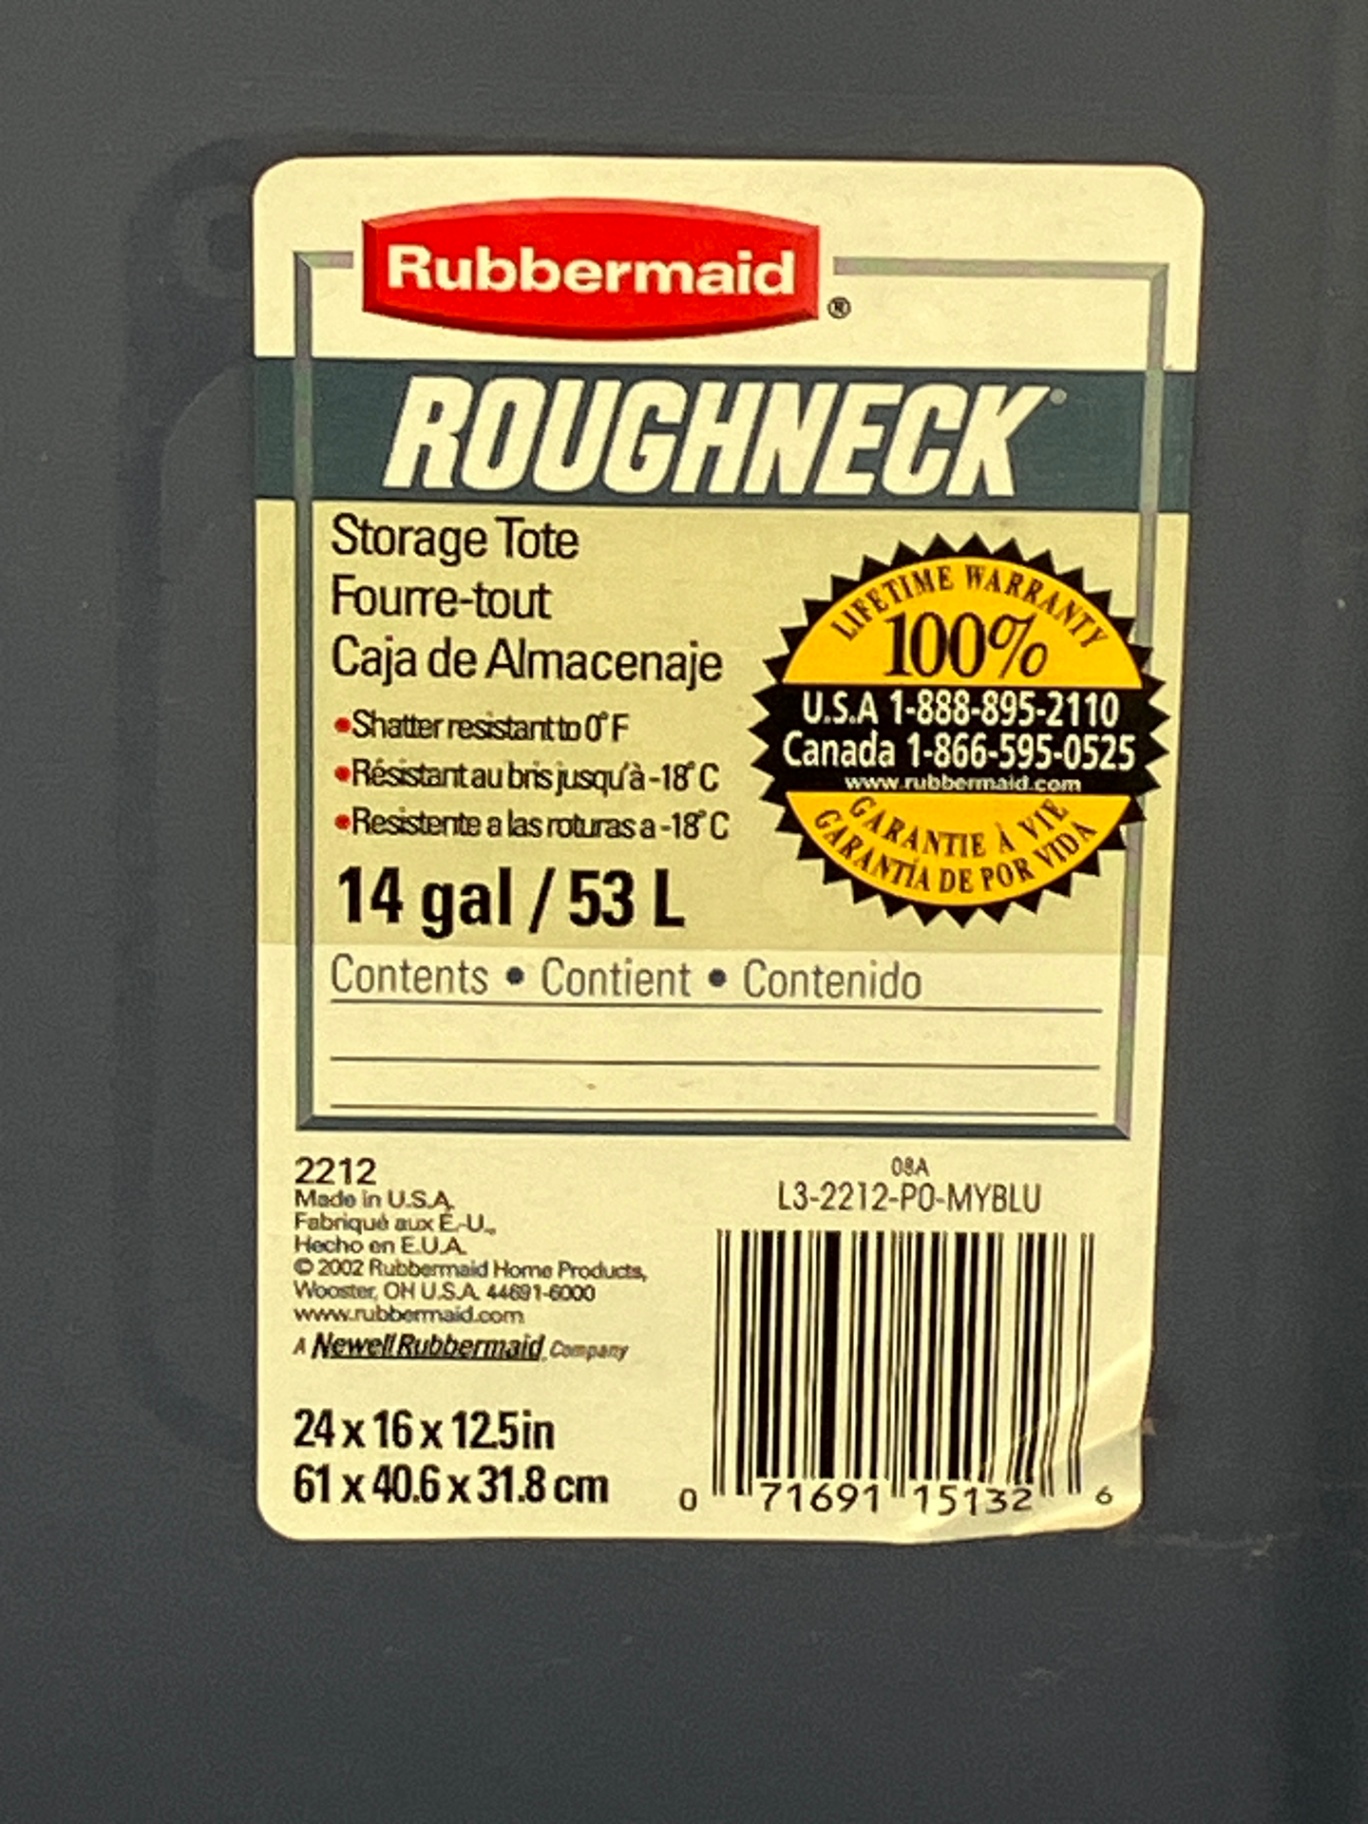 Rubbermaid®
ROUGHNECK®
Storage Tote
Fourre-tout
Caja de Almacenaje
•Shatter resistant to 0°F
•Résistant au bris jusqu'à -18°C
•Resistente a las roturas a -18°C
14 gal / 53 L
LIFETIME WARRANTY
100%
U.S.A 1-888-895-2110
Canada 1-866-595-0525
www.rubbermaid.com
GARANTIE À VIE
GARANTÍA DE POR VIDA
Contents • Contient • Contenido
2212
Made in U.S.A.
Fabriqué aux É.-U.,
Hecho en E.U.A.
© 2002 Rubbermaid Home Products,
Wooster, OH U.S.A. 44691-6000
www.rubbermaid.com
A Newell Rubbermaid Company
24 x 16 x 12.5in
61 x 40.6 x 31.8 cm
08A
L3-2212-P0-MYBLU
0 71691 15132 6